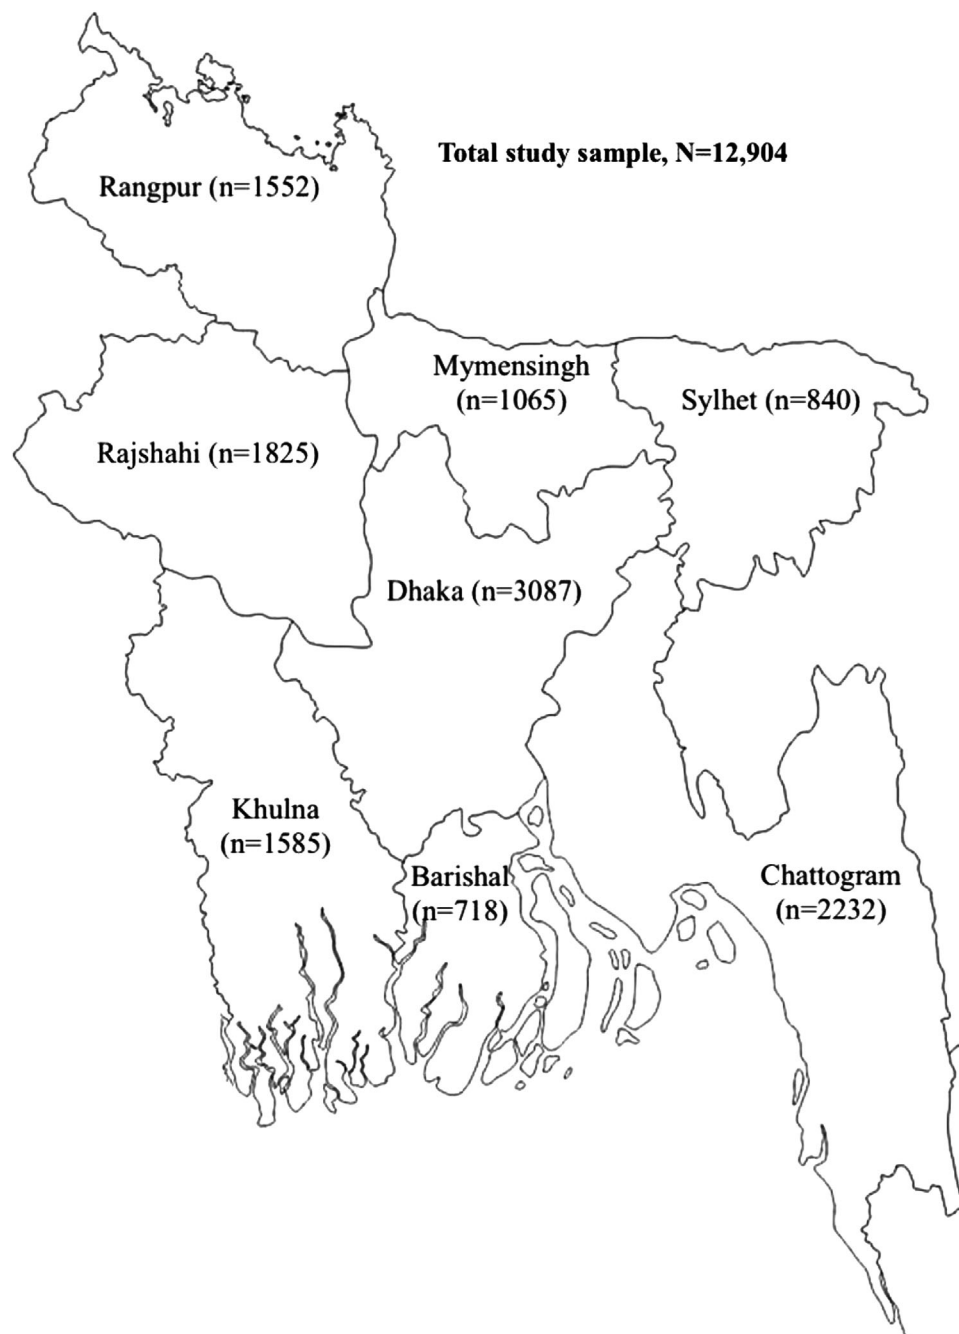 Total study sample, N=12,904
Rangpur (n=1552)
Mymensingh
(n=1065)
Sylhet (n=840)
Rajshahi (n=1825)
Dhaka (n=3087)
Khulna
(n=1585)
Barishal
(n=718)
Chattogram
(n=2232)